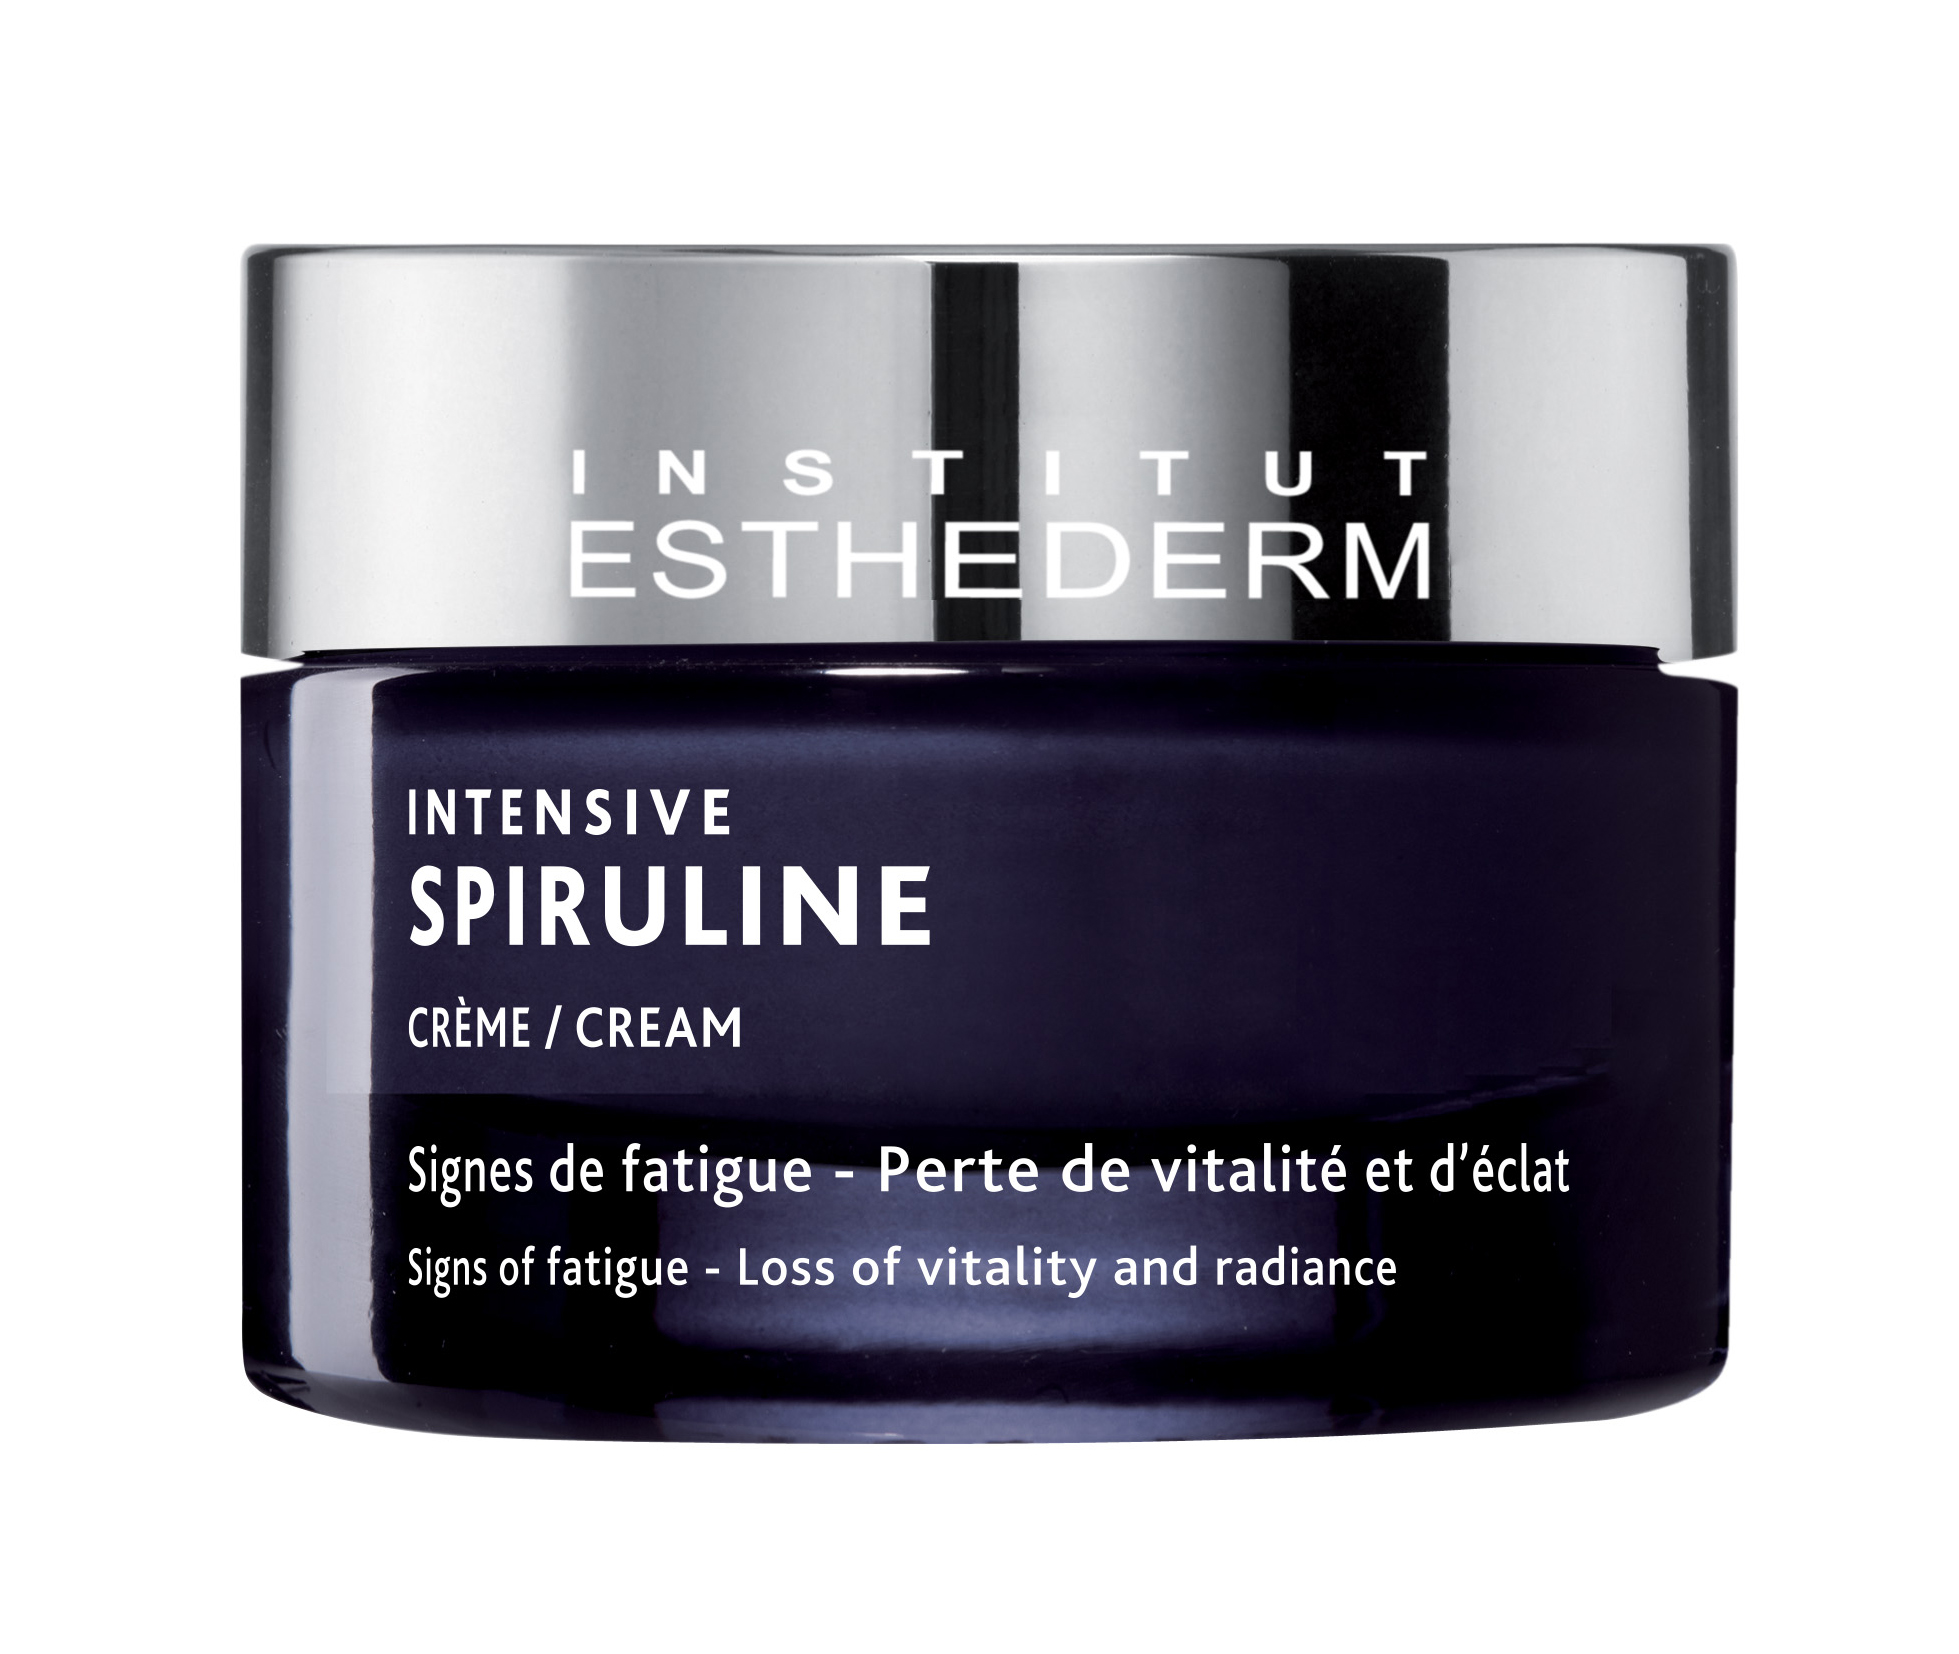 INSTITUT
ESTHEDERM
INTENSIVE
SPIRULINE
CRÈME / CREAM
Signes de fatigue - Perte de vitalité et d'éclat
Signs of fatigue - Loss of vitality and radiance